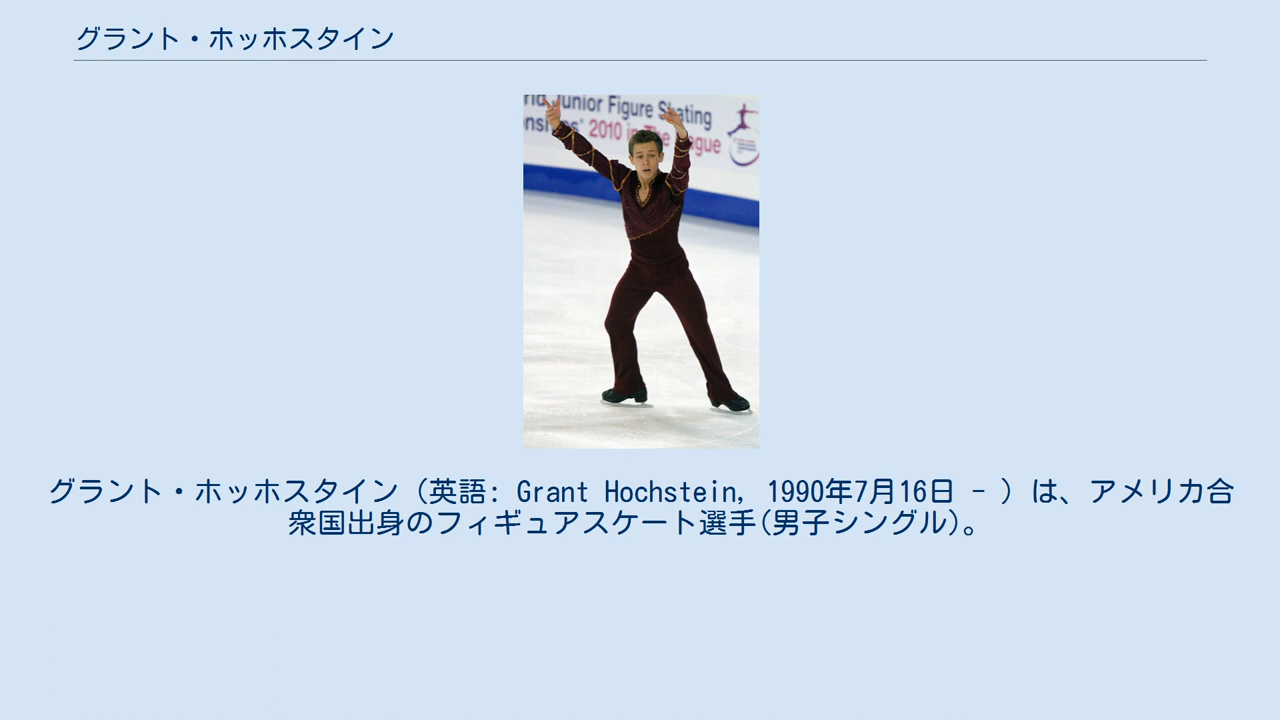 グラント・ホッホスタイン
rld Junior Figure Skating
onships 2010 in The Hague
グラント・ホッホスタイン（英語: Grant Hochstein, 1990年7月16日 - ）は、アメリカ合
衆国出身のフィギュアスケート選手(男子シングル)。